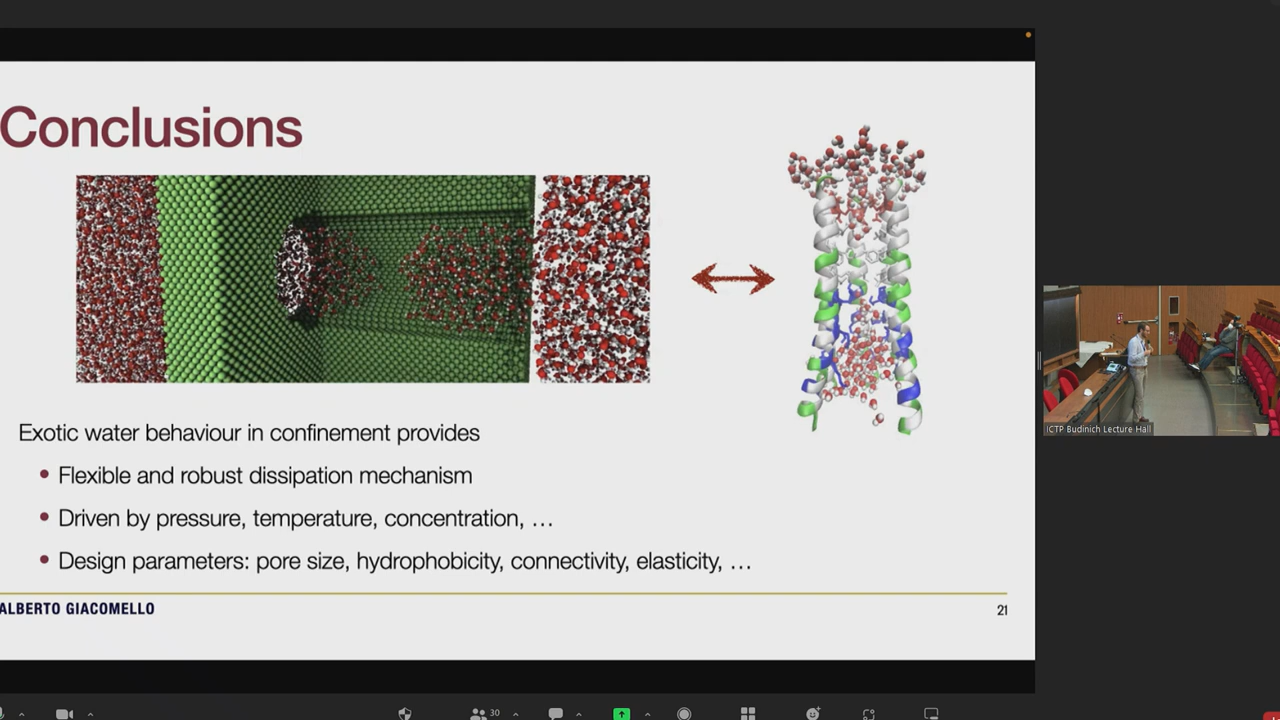 Conclusions
Exotic water behaviour in confinement provides
• Flexible and robust dissipation mechanism
• Driven by pressure, temperature, concentration, …
• Design parameters: pore size, hydrophobicity, connectivity, elasticity, …
ALBERTO GIACOMELLO
21
ICTP Budinich Lecture Hall
30